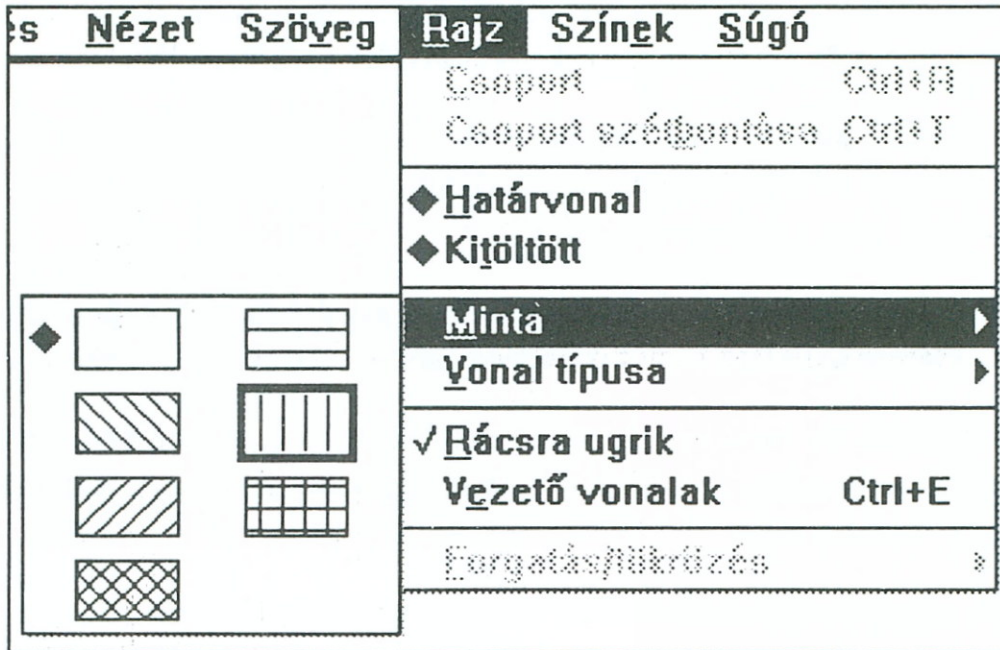 és Nézet Szöveg Rajz Színek Súgó
Csoport Ctrl+R
Csoport szétbontása Ctrl+T
Határvonal
Kitöltött
Minta
Vonal típusa
Rácsra ugrik
Vezető vonalak Ctrl+E
Forgatás/tükrözés